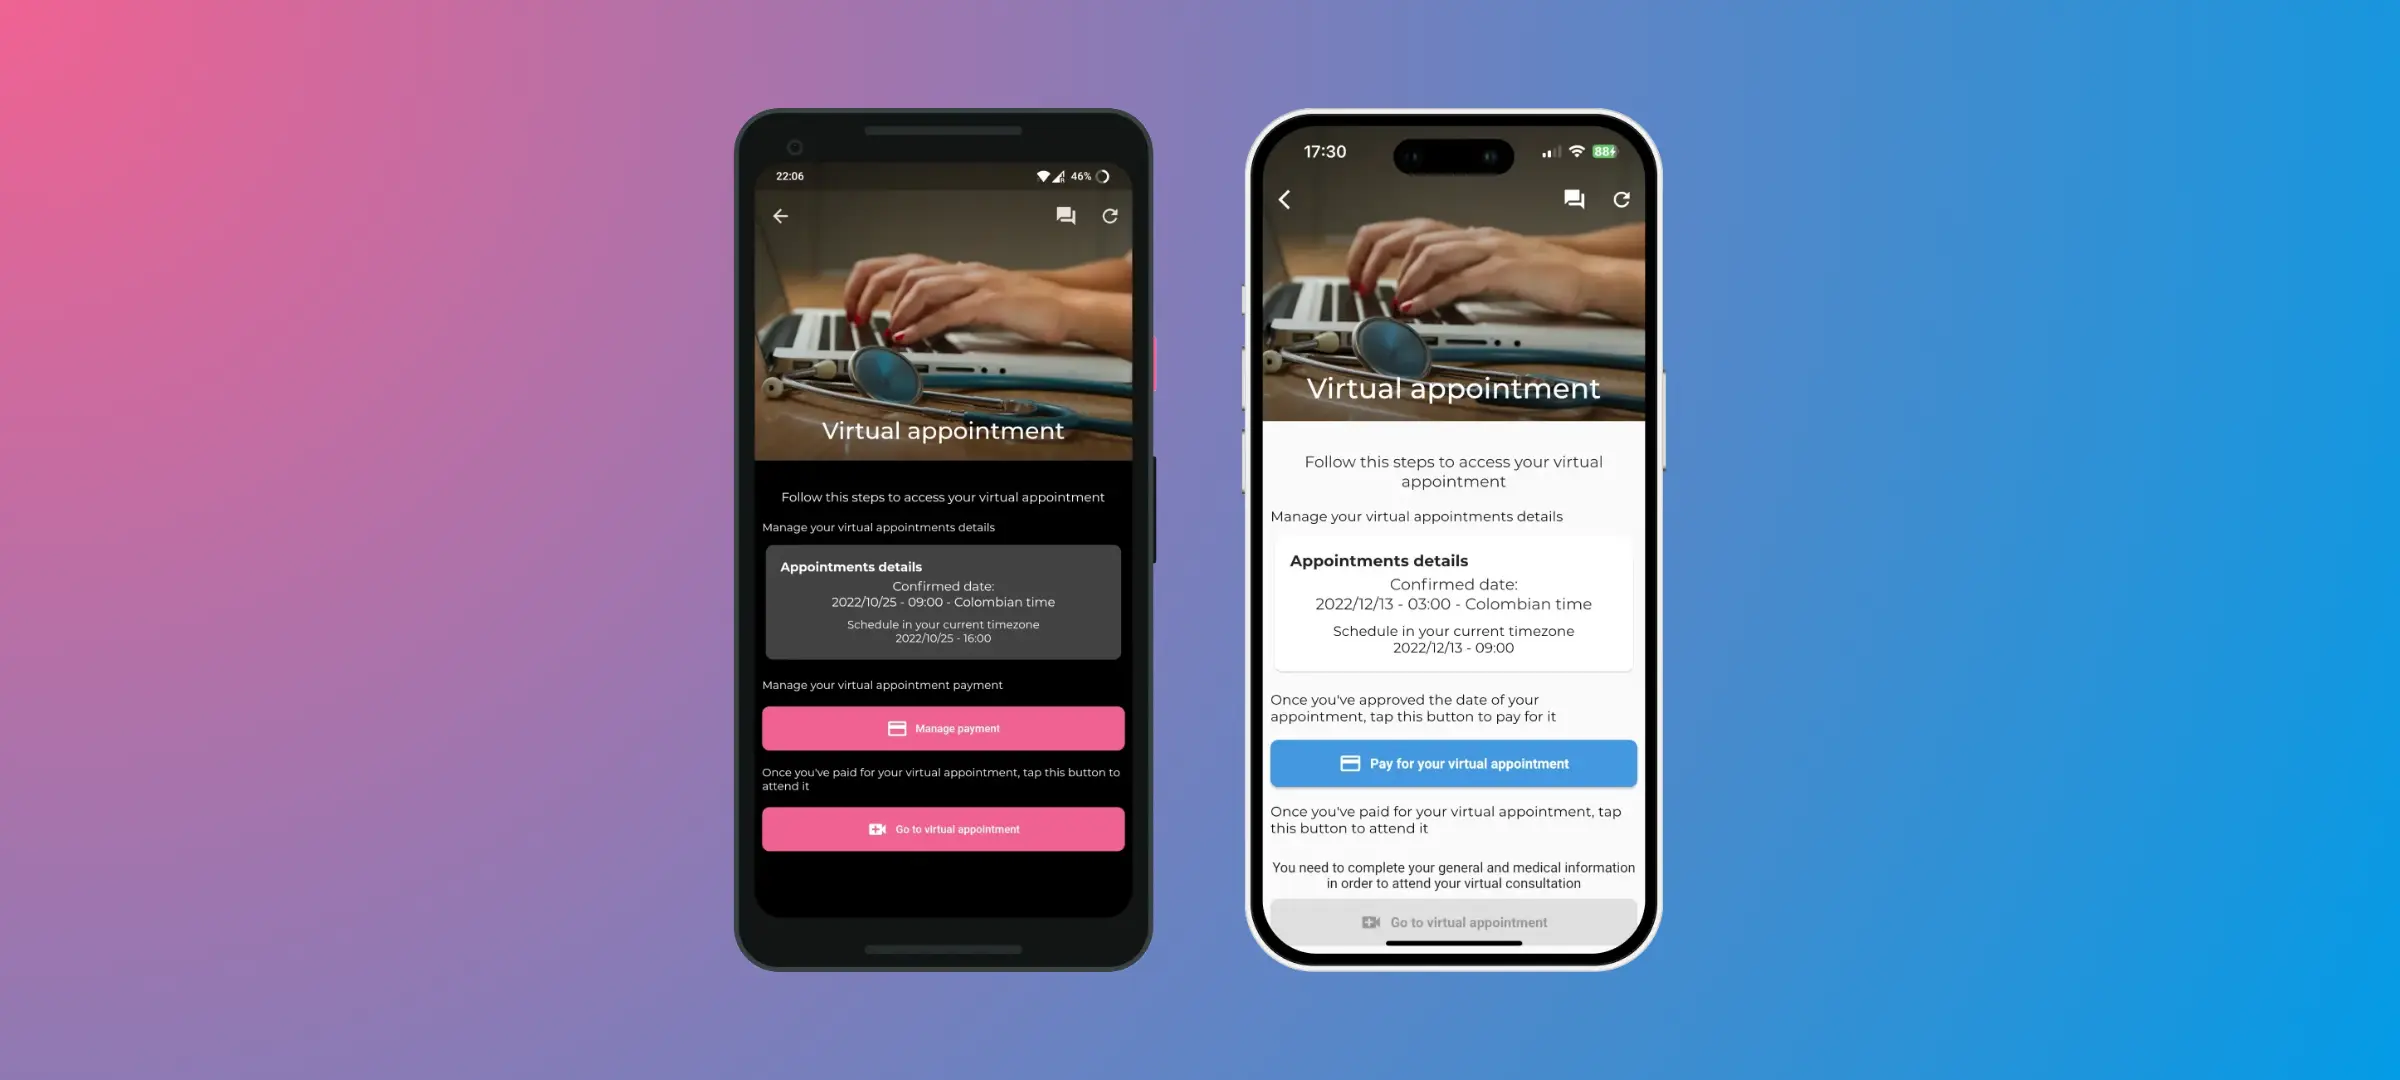 22:06
46%
Virtual appointment
Follow this steps to access your virtual appointment
Manage your virtual appointments details
Appointments details
Confirmed date:
2022/10/25 - 09:00 - Colombian time
Schedule in your current timezone
2022/10/25 - 16:00
Manage your virtual appointment payment
Manage payment
Once you've paid for your virtual appointment, tap this button to
attend it
Go to virtual appointment
17:30
88
Virtual appointment
Follow this steps to access your virtual
appointment
Manage your virtual appointments details
Appointments details
Confirmed date:
2022/12/13 - 03:00 - Colombian time
Schedule in your current timezone
2022/12/13 - 09:00
Once you've approved the date of your
appointment, tap this button to pay for it
Pay for your virtual appointment
Once you've paid for your virtual appointment, tap
this button to attend it
You need to complete your general and medical information
in order to attend your virtual consultation
Go to virtual appointment